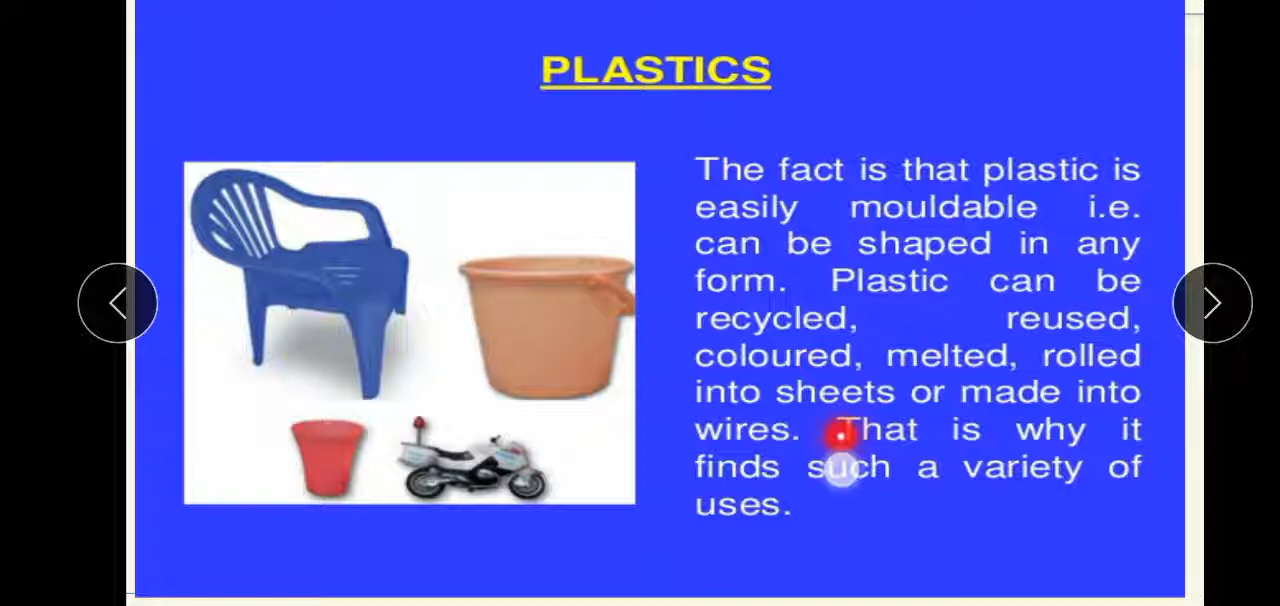 PLASTICS
The fact is that plastic is
easily mouldable i.e.
can be shaped in any
form. Plastic can be
recycled, reused,
coloured, melted, rolled
into sheets or made into
wires. That is why it
finds such a variety of
uses.